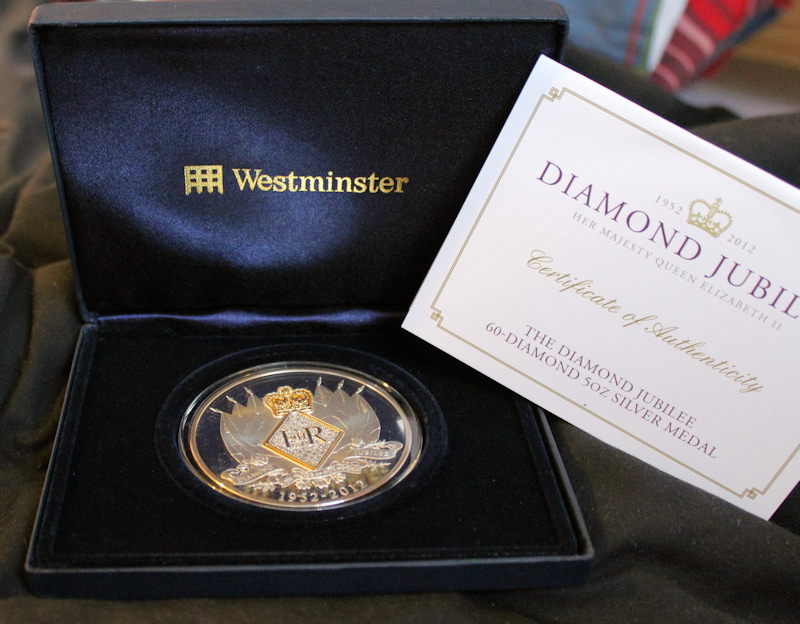 Westminster
1952 2012
DIAMOND JUBIL
HER MAJESTY QUEEN ELIZABETH II
Certificate of Authenticity
THE DIAMOND JUBILEE
60-DIAMOND 5OZ SILVER MEDAL
E II R
JUBILEE
1952-2012